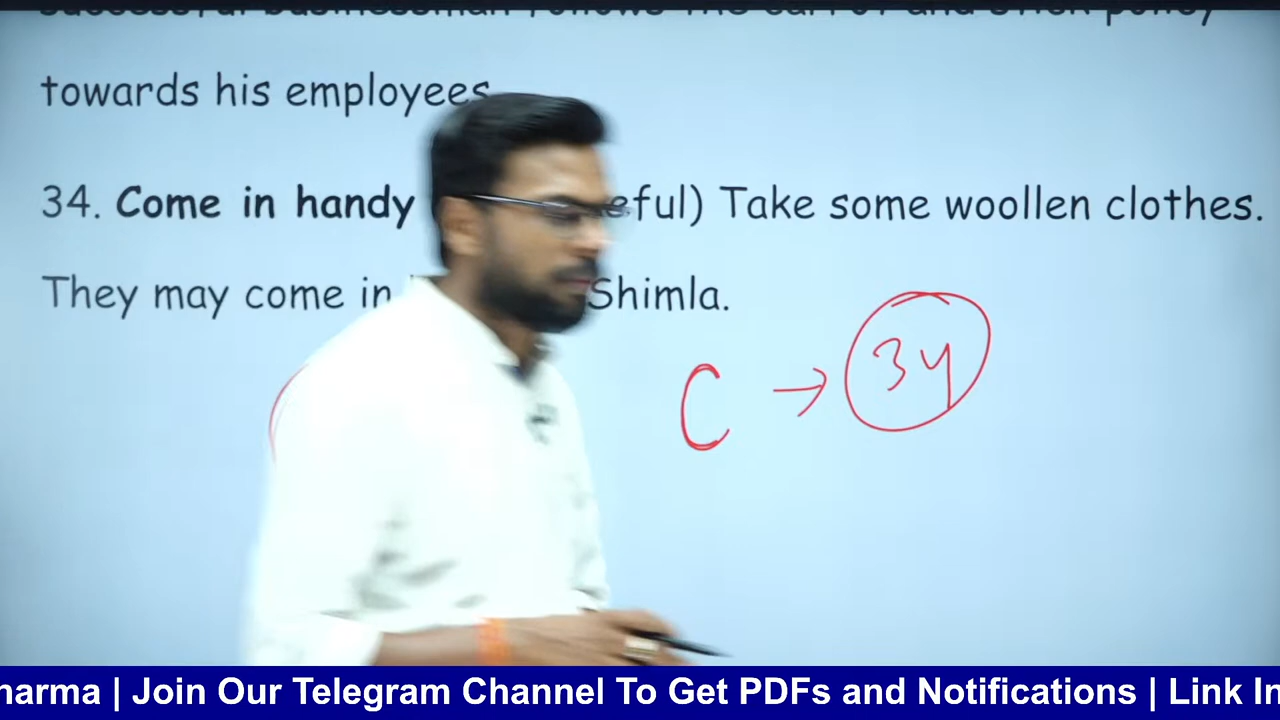 towards his employees
34. Come in handy eful) Take some woollen clothes.
They may come in Shimla.
C → 34
harma | Join Our Telegram Channel To Get PDFs and Notifications | Link In